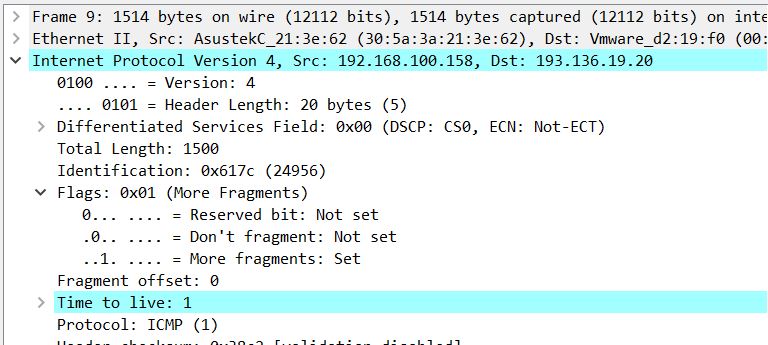 Frame 9: 1514 bytes on wire (12112 bits), 1514 bytes captured (12112 bits) on inte
Ethernet II, Src: AsustekC_21:3e:62 (30:5a:3a:21:3e:62), Dst: Vmware_d2:19:f0 (00:
Internet Protocol Version 4, Src: 192.168.100.158, Dst: 193.136.19.20
0100 .... = Version: 4
.... 0101 = Header Length: 20 bytes (5)
Differentiated Services Field: 0x00 (DSCP: CS0, ECN: Not-ECT)
Total Length: 1500
Identification: 0x617c (24956)
Flags: 0x01 (More Fragments)
0... .... = Reserved bit: Not set
.0.. .... = Don't fragment: Not set
..1. .... = More fragments: Set
Fragment offset: 0
Time to live: 1
Protocol: ICMP (1)
Header checksum: [validation disabled]